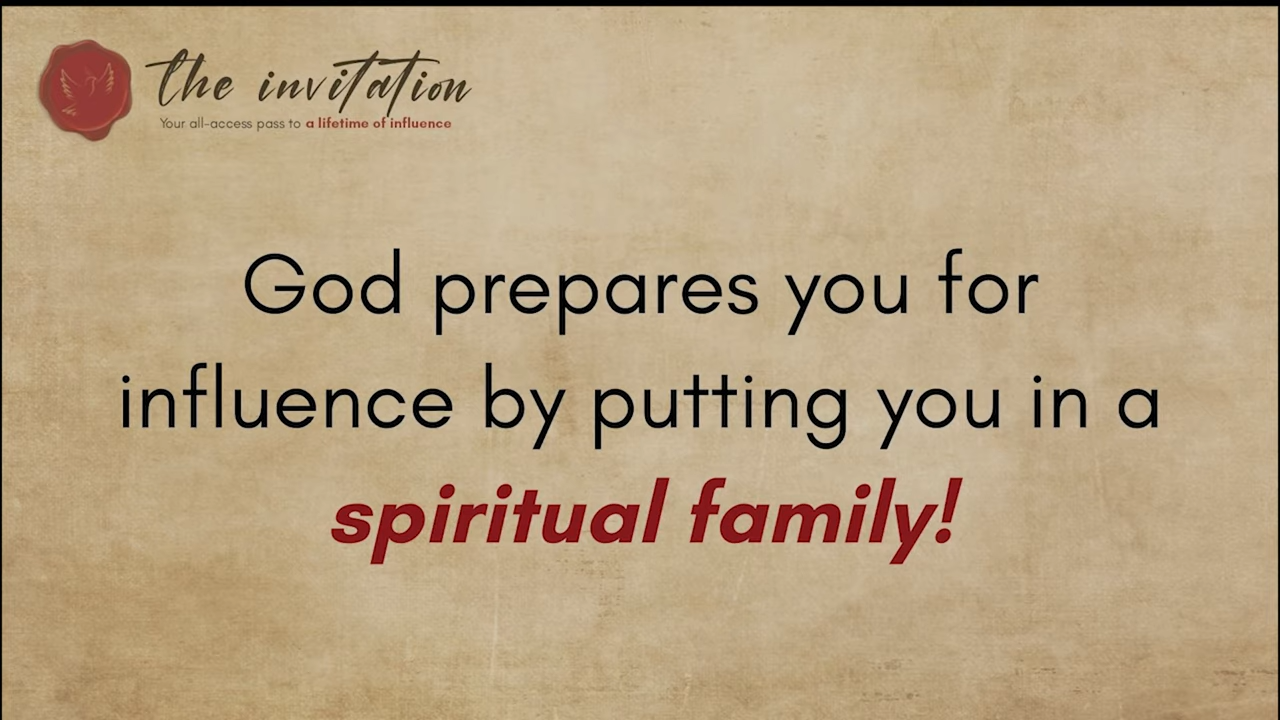 the invitation
Your all-access pass to a lifetime of influence
God prepares you for
influence by putting you in a
spiritual family!